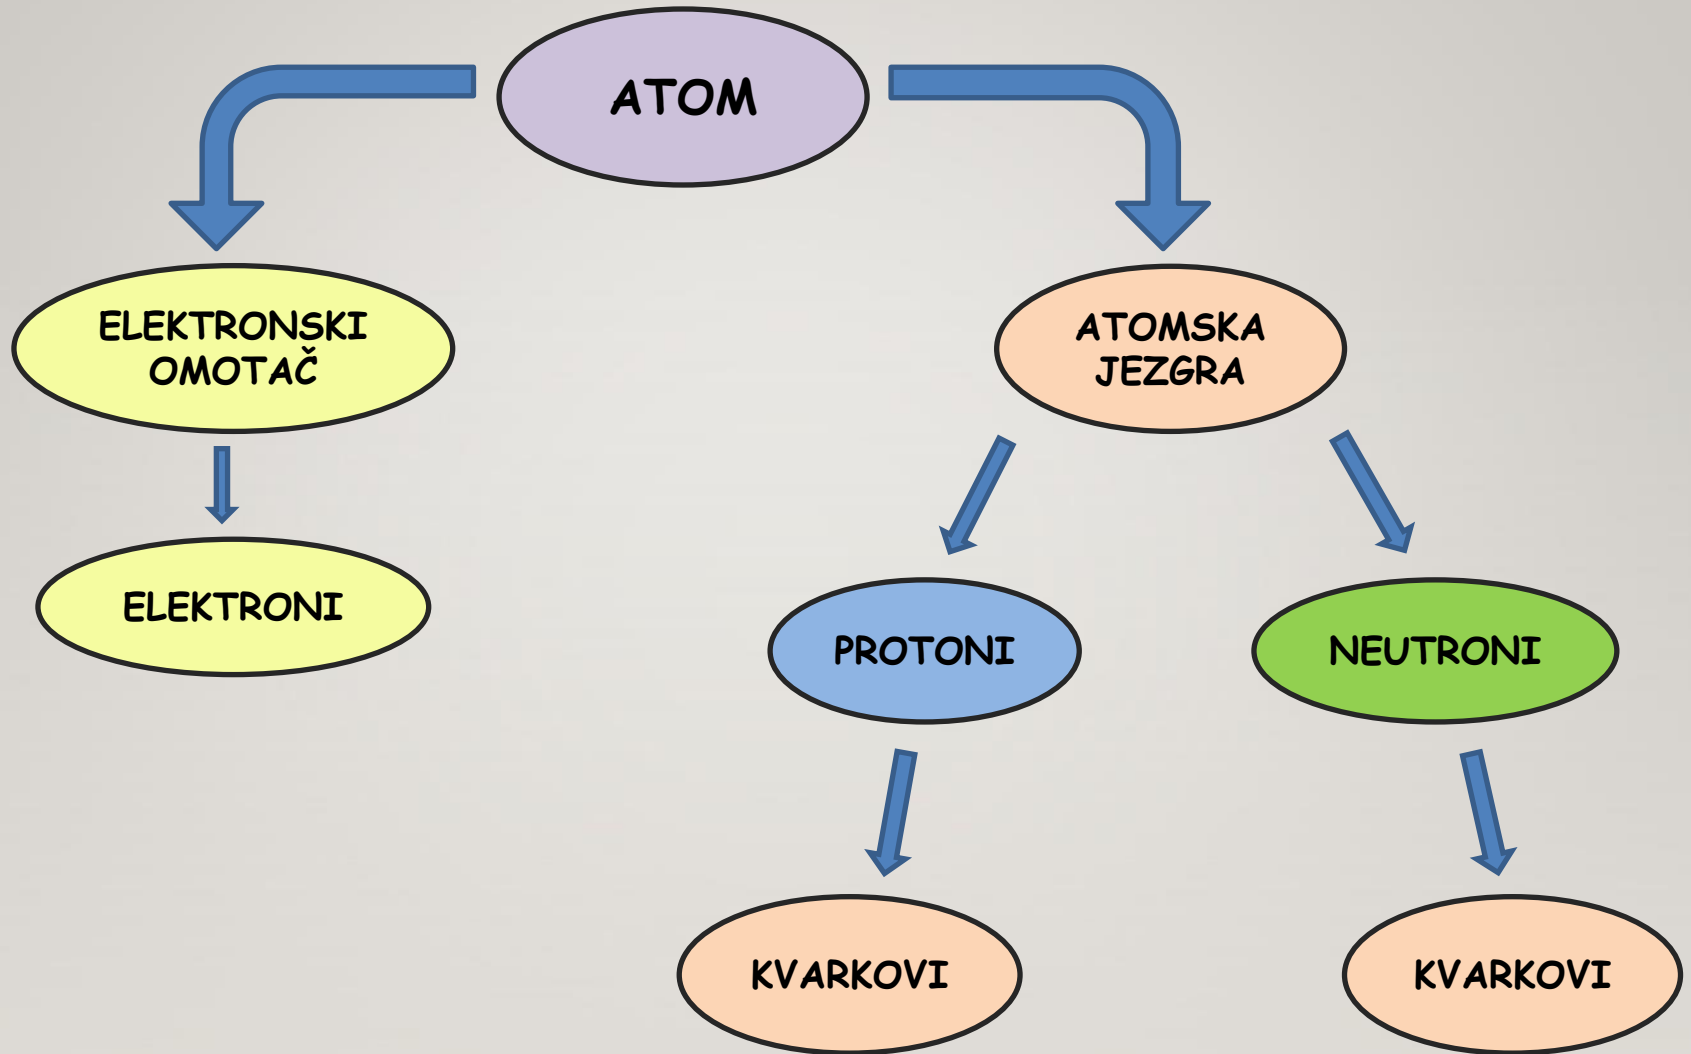 ATOM
ELEKTRONSKI
OMOTAČ
ATOMSKA
JEZGRA
ELEKTRONI
PROTONI
NEUTRONI
KVARKOVI
KVARKOVI